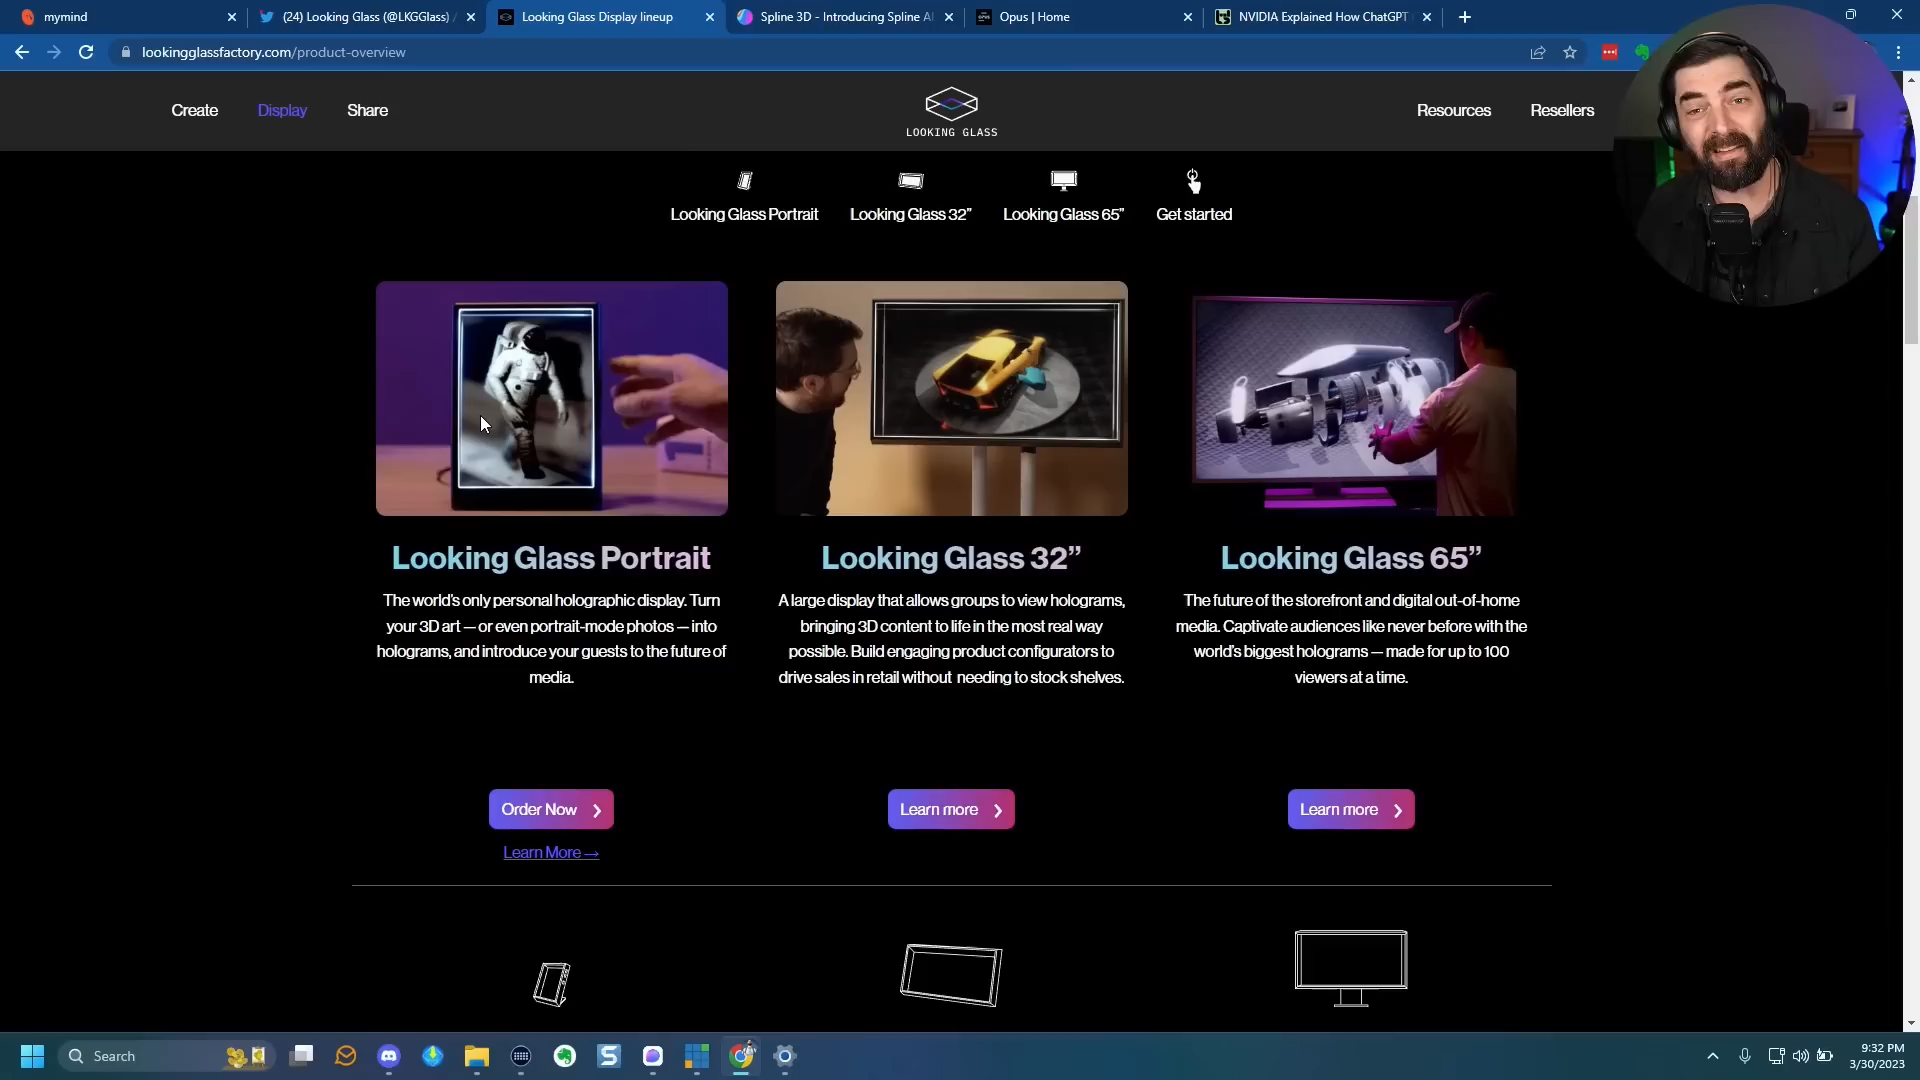 mymind
(24) Looking Glass (@LKGGlass) /
Looking Glass Display lineup
Spline 3D - Introducing Spline AI
Opus | Home
NVIDIA Explained How ChatGPT
lookingglassfactory.com/product-overview
Create
Display
Share
LOOKING GLASS
Resources
Resellers
Looking Glass Portrait
Looking Glass 32”
Looking Glass 65”
Get started
Looking Glass Portrait
The world’s only personal holographic display. Turn
your 3D art — or even portrait-mode photos — into
holograms, and introduce your guests to the future of
media.
Order Now
Learn More →
Looking Glass 32”
A large display that allows groups to view holograms,
bringing 3D content to life in the most real way
possible. Build engaging product configurators to
drive sales in retail without needing to stock shelves.
Learn more
Looking Glass 65”
The future of the storefront and digital out-of-home
media. Captivate audiences like never before with the
world’s biggest holograms — made for up to 100
viewers at a time.
Learn more
Search
9:32 PM
3/30/2023